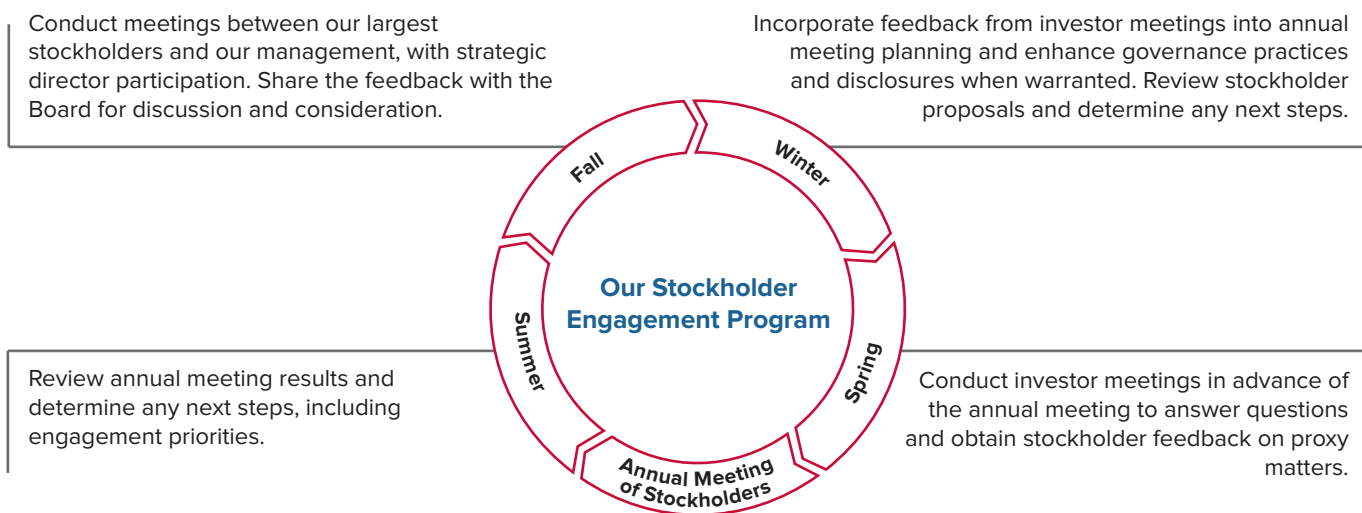 Conduct meetings between our largest
stockholders and our management, with strategic
director participation. Share the feedback with the
Board for discussion and consideration.
Incorporate feedback from investor meetings into annual
meeting planning and enhance governance practices
and disclosures when warranted. Review stockholder
proposals and determine any next steps.
Fall
Winter
Our Stockholder
Engagement Program
Summer
Spring
Review annual meeting results and
determine any next steps, including
engagement priorities.
Conduct investor meetings in advance of
the annual meeting to answer questions
and obtain stockholder feedback on proxy
matters.
Annual Meeting
of Stockholders